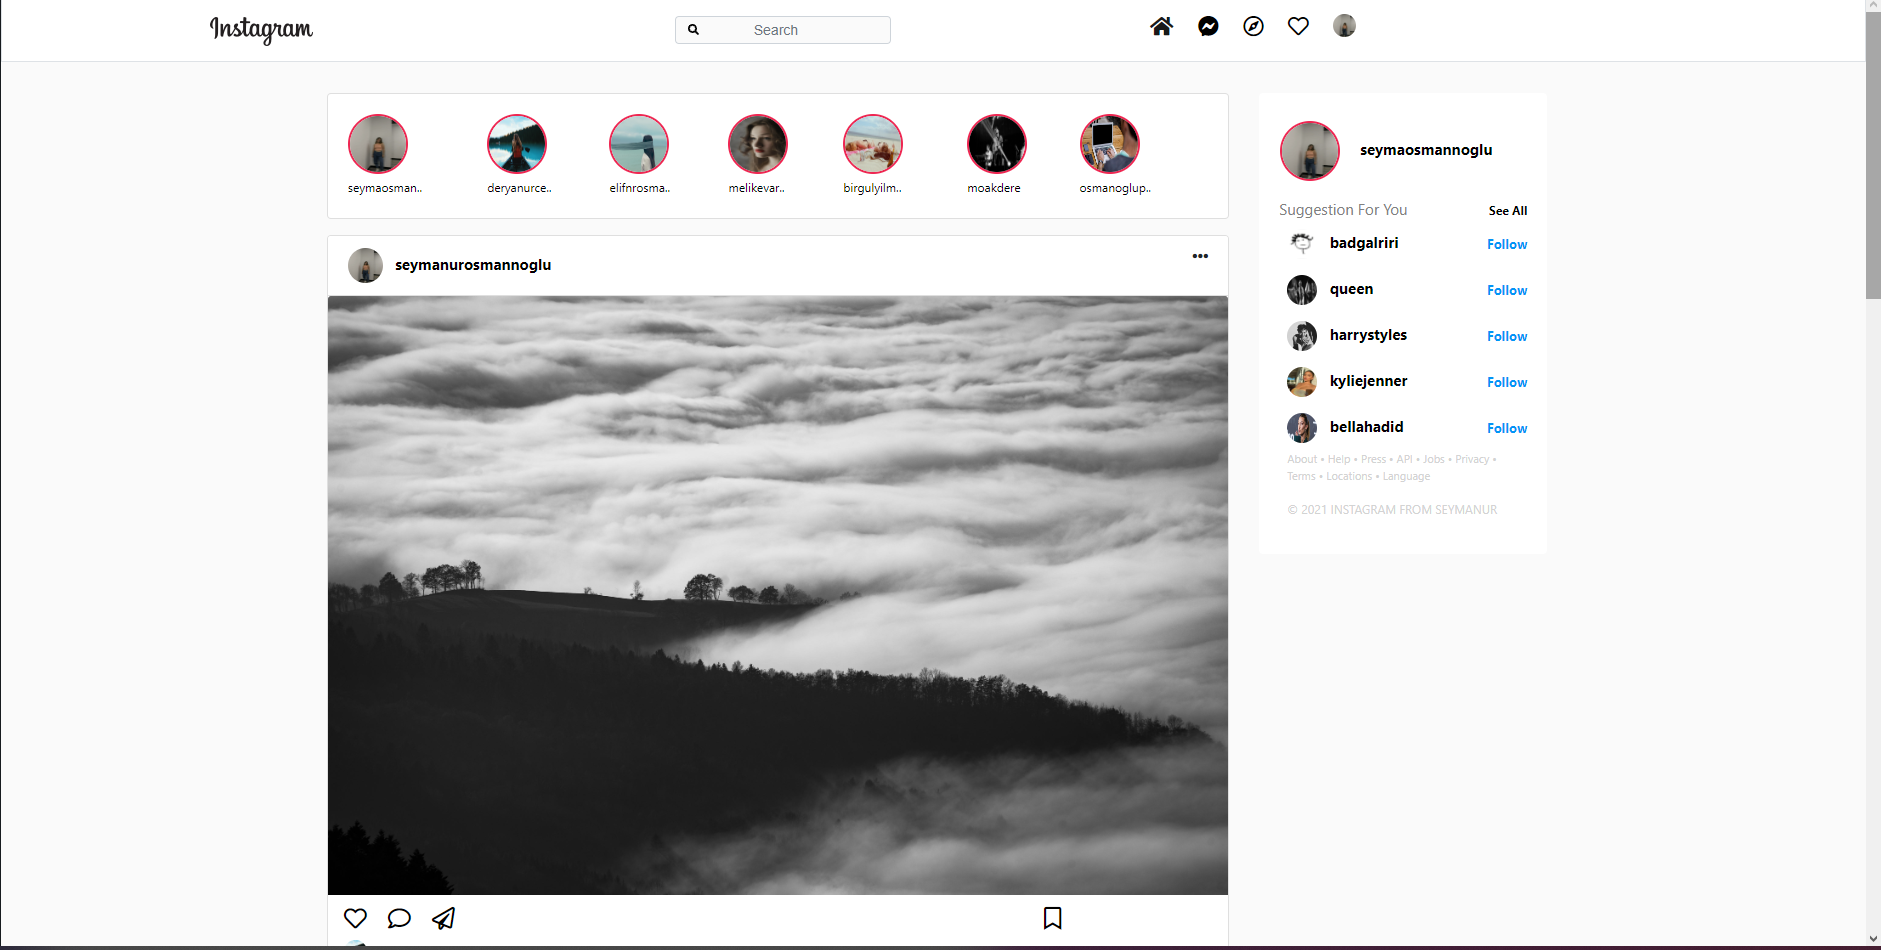 Instagram
Search
seymaosman..
deryanurce..
elifnrosma..
melikevar..
birgulyilm..
moakdere
osmanoglup..
seymanurosmannoglu
seymaosmannoglu
Suggestion For You See All
badgalriri Follow
queen Follow
harrystyles Follow
kyliejenner Follow
bellahadid Follow
About • Help • Press • API • Jobs • Privacy •
Terms • Locations • Language
© 2021 INSTAGRAM FROM SEYMANUR